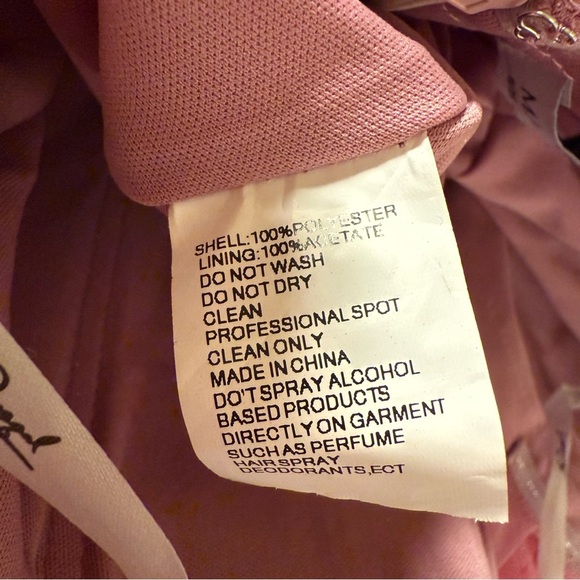 SHELL:100%POLYESTER
LINING:100%ACETATE
DO NOT WASH
DO NOT DRY
CLEAN
PROFESSIONAL SPOT
CLEAN ONLY
MADE IN CHINA
DO'T SPRAY ALCOHOL
BASED PRODUCTS
DIRECTLY ON GARMENT
SUCH AS PERFUME
HAIR SPRAY
DEODORANTS,ECT